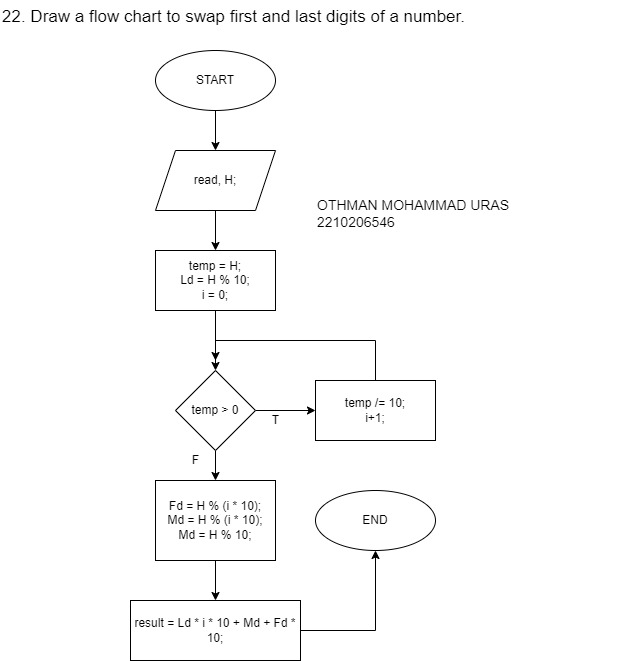 22. Draw a flow chart to swap first and last digits of a number.
START
read, H;
OTHMAN MOHAMMAD URAS
2210206546
temp = H;
Ld = H % 10;
i = 0;
temp > 0
T
temp /= 10;
i+1;
F
Fd = H % (i * 10);
Md = H % (i * 10);
Md = H % 10;
END
result = Ld * i * 10 + Md + Fd *
10;